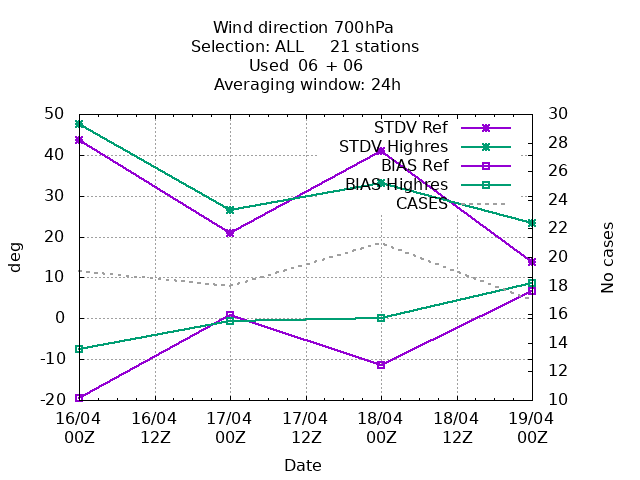 Wind direction 700hPa
Selection: ALL     21 stations
Used  06 + 06
Averaging window: 24h
50
40
30
20
10
0
-10
-20
deg
30
28
26
24
22
20
18
16
14
12
10
No cases
STDV Ref
STDV Highres
BIAS Ref
BIAS Highres
CASES
16/04 16/04 17/04 17/04 18/04 18/04 19/04
00Z 12Z 00Z 12Z 00Z 12Z 00Z
Date